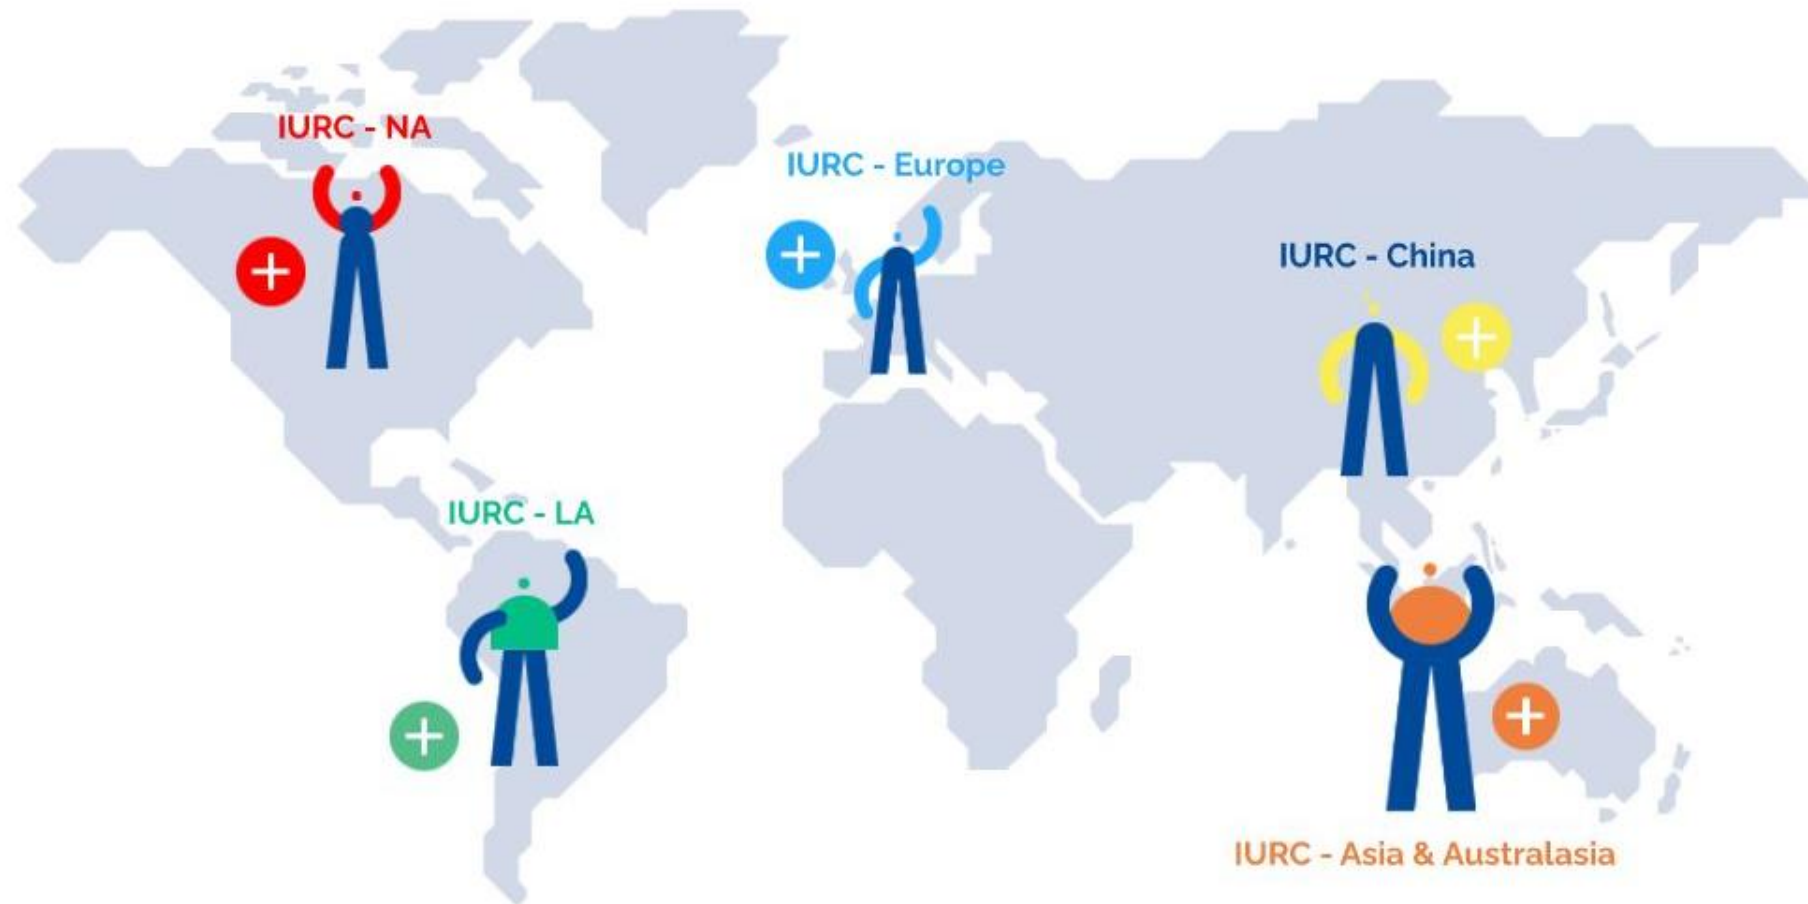 IURC - NA
IURC - Europe
IURC - China
IURC - LA
IURC - Asia & Australasia